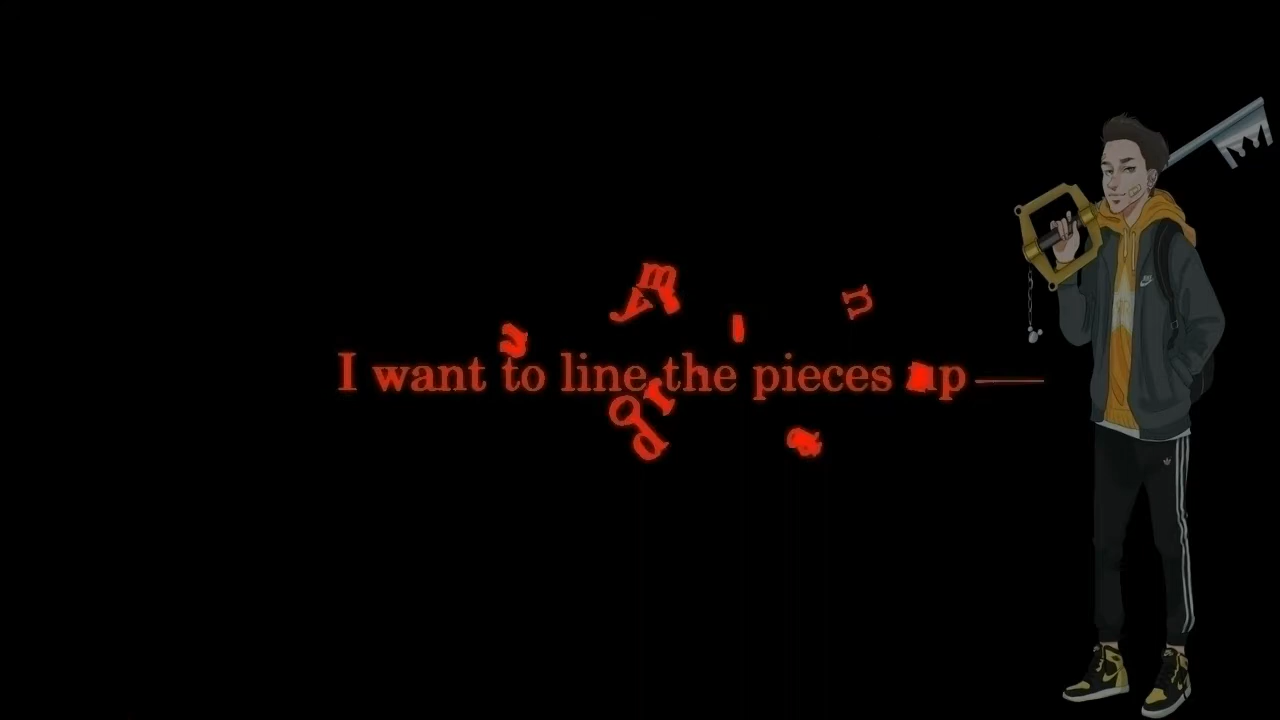 I want to line the pieces up —